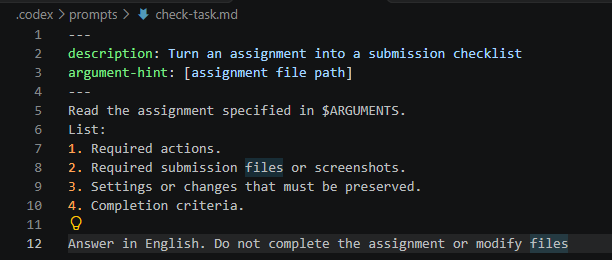 .codex > prompts > check-task.md
1 ---
2 description: Turn an assignment into a submission checklist
3 argument-hint: [assignment file path]
4 ---
5 Read the assignment specified in $ARGUMENTS.
6 List:
7 1. Required actions.
8 2. Required submission files or screenshots.
9 3. Settings or changes that must be preserved.
10 4. Completion criteria.
11
12 Answer in English. Do not complete the assignment or modify files